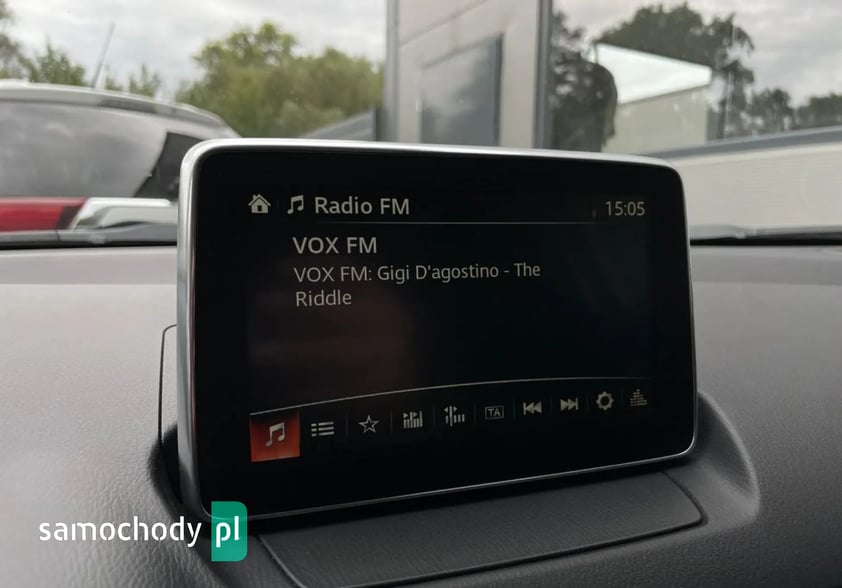 Radio FM 15:05
VOX FM
VOX FM: Gigi D'agostino - The
Riddle
TA
samochody pl